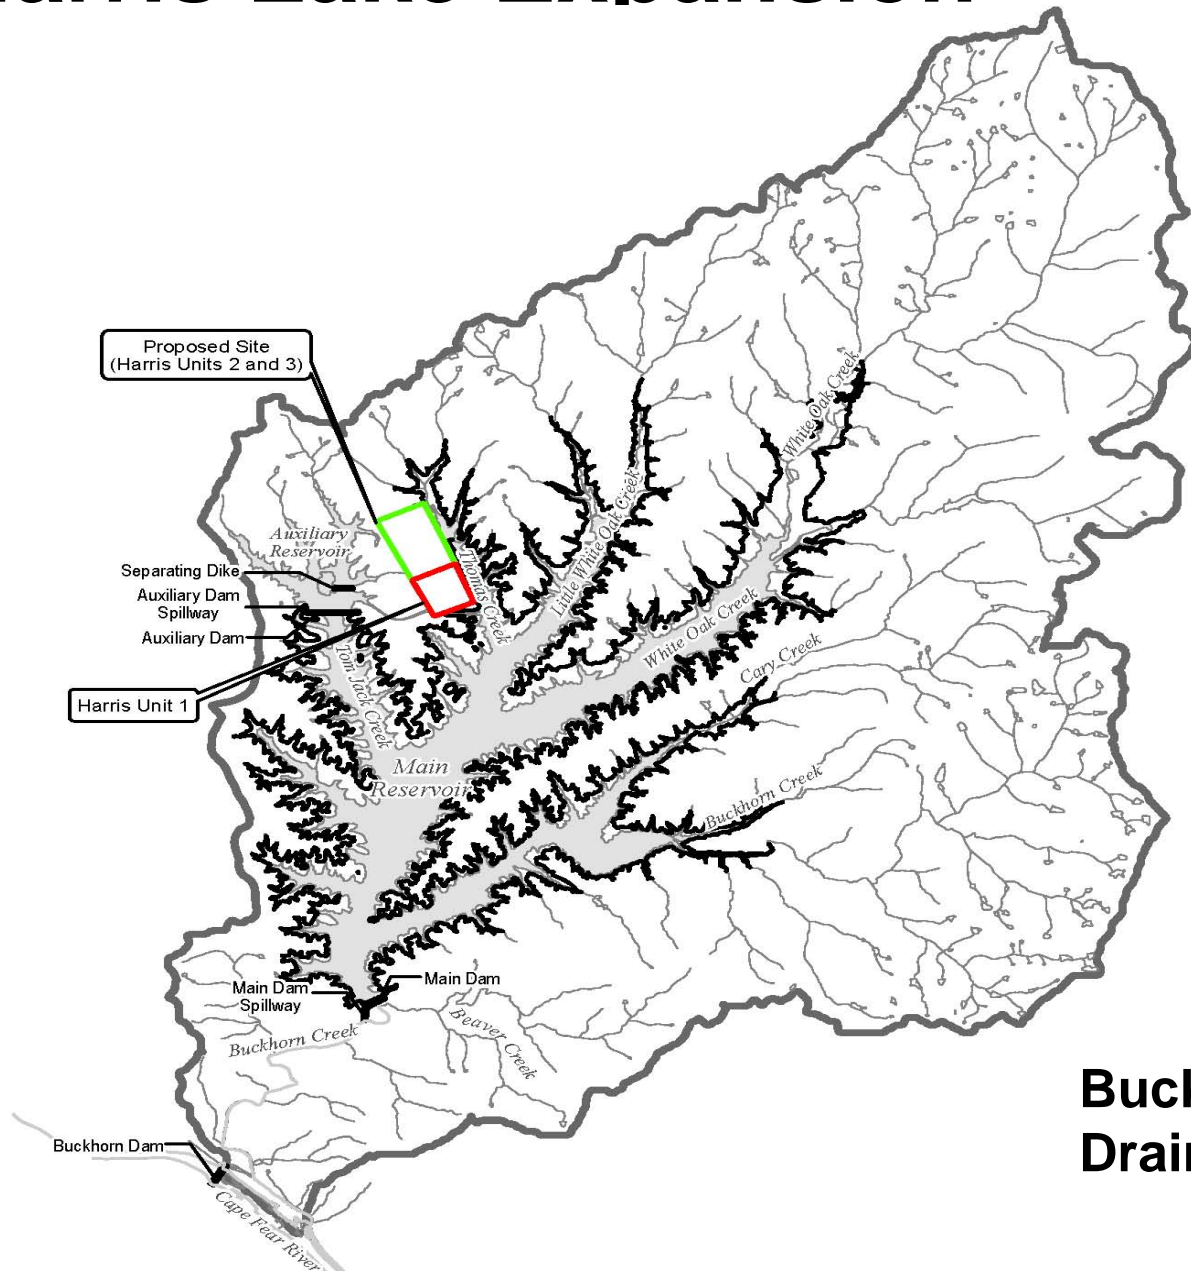 Lake Expansion
Proposed Site
(Harris Units 2 and 3)
White Oak Creek
Auxiliary
Reservoir
Little White Oak Creek
Thomas Creek
Separating Dike
Auxiliary Dam
Spillway
Auxiliary Dam
White Oak Creek
Cary Creek
Tom Jack Creek
Harris Unit 1
Main
Reservoir
Buckhorn Creek
Main Dam
Main Dam
Spillway
Beaver Creek
Buckhorn Creek
Buckhorn Dam
Cape Fear River